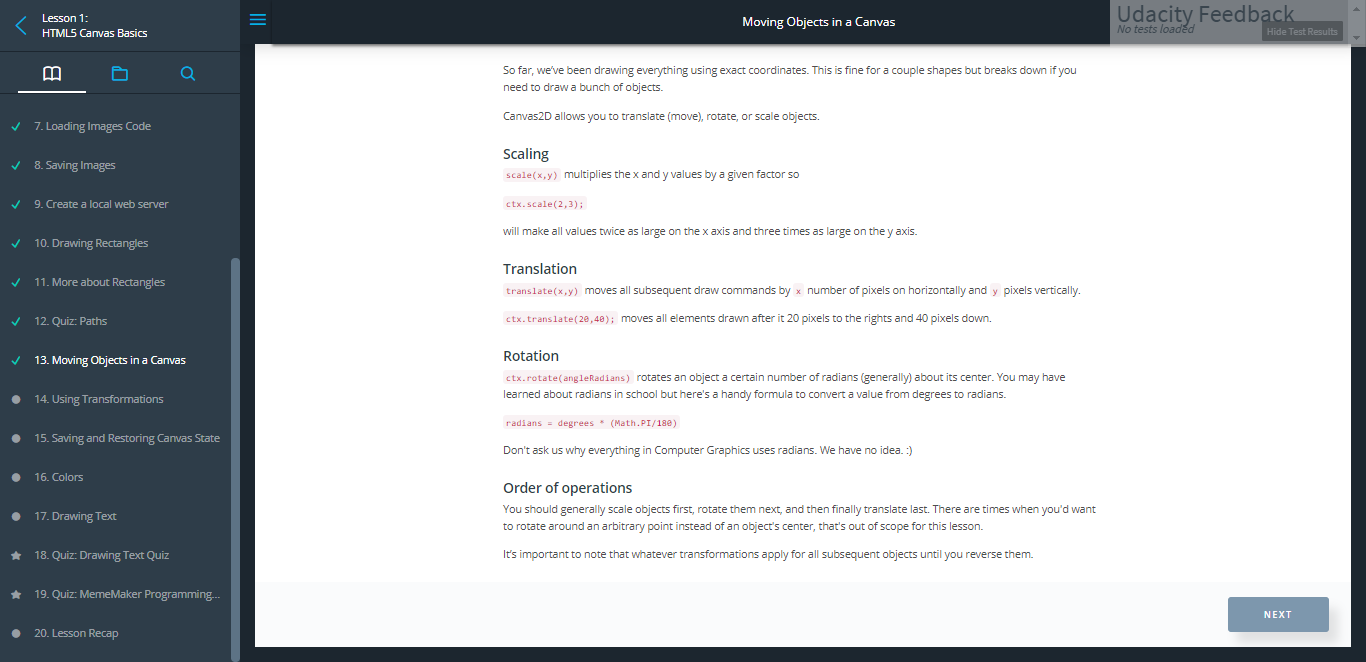 Lesson 1:
HTML5 Canvas Basics
7. Loading Images Code
8. Saving Images
9. Create a local web server
10. Drawing Rectangles
11. More about Rectangles
12. Quiz: Paths
13. Moving Objects in a Canvas
14. Using Transformations
15. Saving and Restoring Canvas State
16. Colors
17. Drawing Text
18. Quiz: Drawing Text Quiz
19. Quiz: MemeMaker Programming...
20. Lesson Recap
Moving Objects in a Canvas
Udacity Feedback
No tests loaded
Hide Test Results
So far, we've been drawing everything using exact coordinates. This is fine for a couple shapes but breaks down if you
need to draw a bunch of objects.
Canvas2D allows you to translate (move), rotate, or scale objects.
Scaling
scale(x,y) multiplies the x and y values by a given factor so
ctx.scale(2,3);
will make all values twice as large on the x axis and three times as large on the y axis.
Translation
translate(x,y) moves all subsequent draw commands by x number of pixels on horizontally and y pixels vertically.
ctx.translate(20,40); moves all elements drawn after it 20 pixels to the rights and 40 pixels down.
Rotation
ctx.rotate(angleRadians) rotates an object a certain number of radians (generally) about its center. You may have
learned about radians in school but here's a handy formula to convert a value from degrees to radians.
radians = degrees * (Math.PI/180)
Don't ask us why everything in Computer Graphics uses radians. We have no idea. :)
Order of operations
You should generally scale objects first, rotate them next, and then finally translate last. There are times when you'd want
to rotate around an arbitrary point instead of an object's center, that's out of scope for this lesson.
It's important to note that whatever transformations apply for all subsequent objects until you reverse them.
NEXT